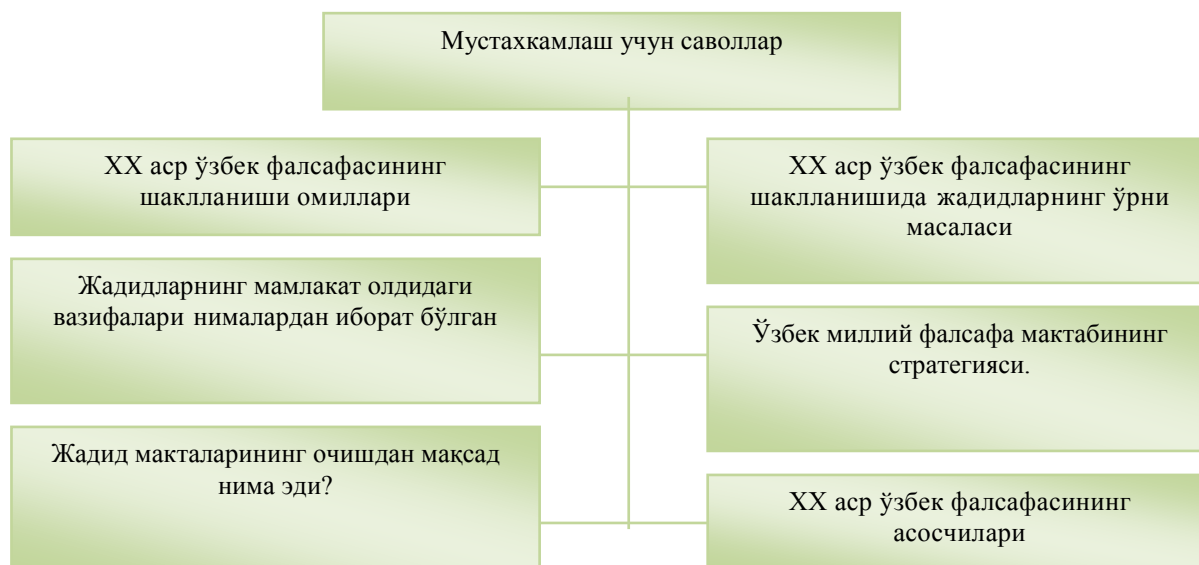 Мустахкамлаш учун саволлар
ХХ аср ўзбек фалсафасининг
шаклланиши омиллари
ХХ аср ўзбек фалсафасининг
шаклланишида жадидларнинг ўрни
масаласи
Жадидларнинг мамлакат олдидаги
вазифалари нималардан иборат бўлган
Ўзбек миллий фалсафа мактабининг
стратегияси.
Жадид макталарининг очишдан мақсад
нима эди?
ХХ аср ўзбек фалсафасининг
асосчилари